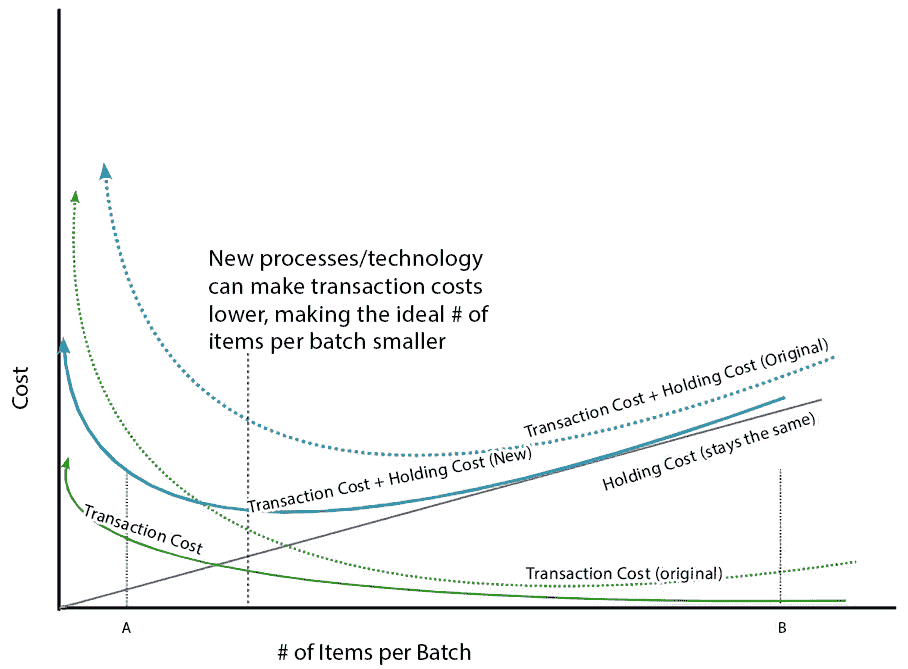 New processes/technology
can make transaction costs
lower, making the ideal # of
items per batch smaller
Cost
Transaction Cost + Holding Cost (Original)
Transaction Cost + Holding Cost (New)
Holding Cost (stays the same)
Transaction Cost
Transaction Cost (original)
A
B
# of Items per Batch